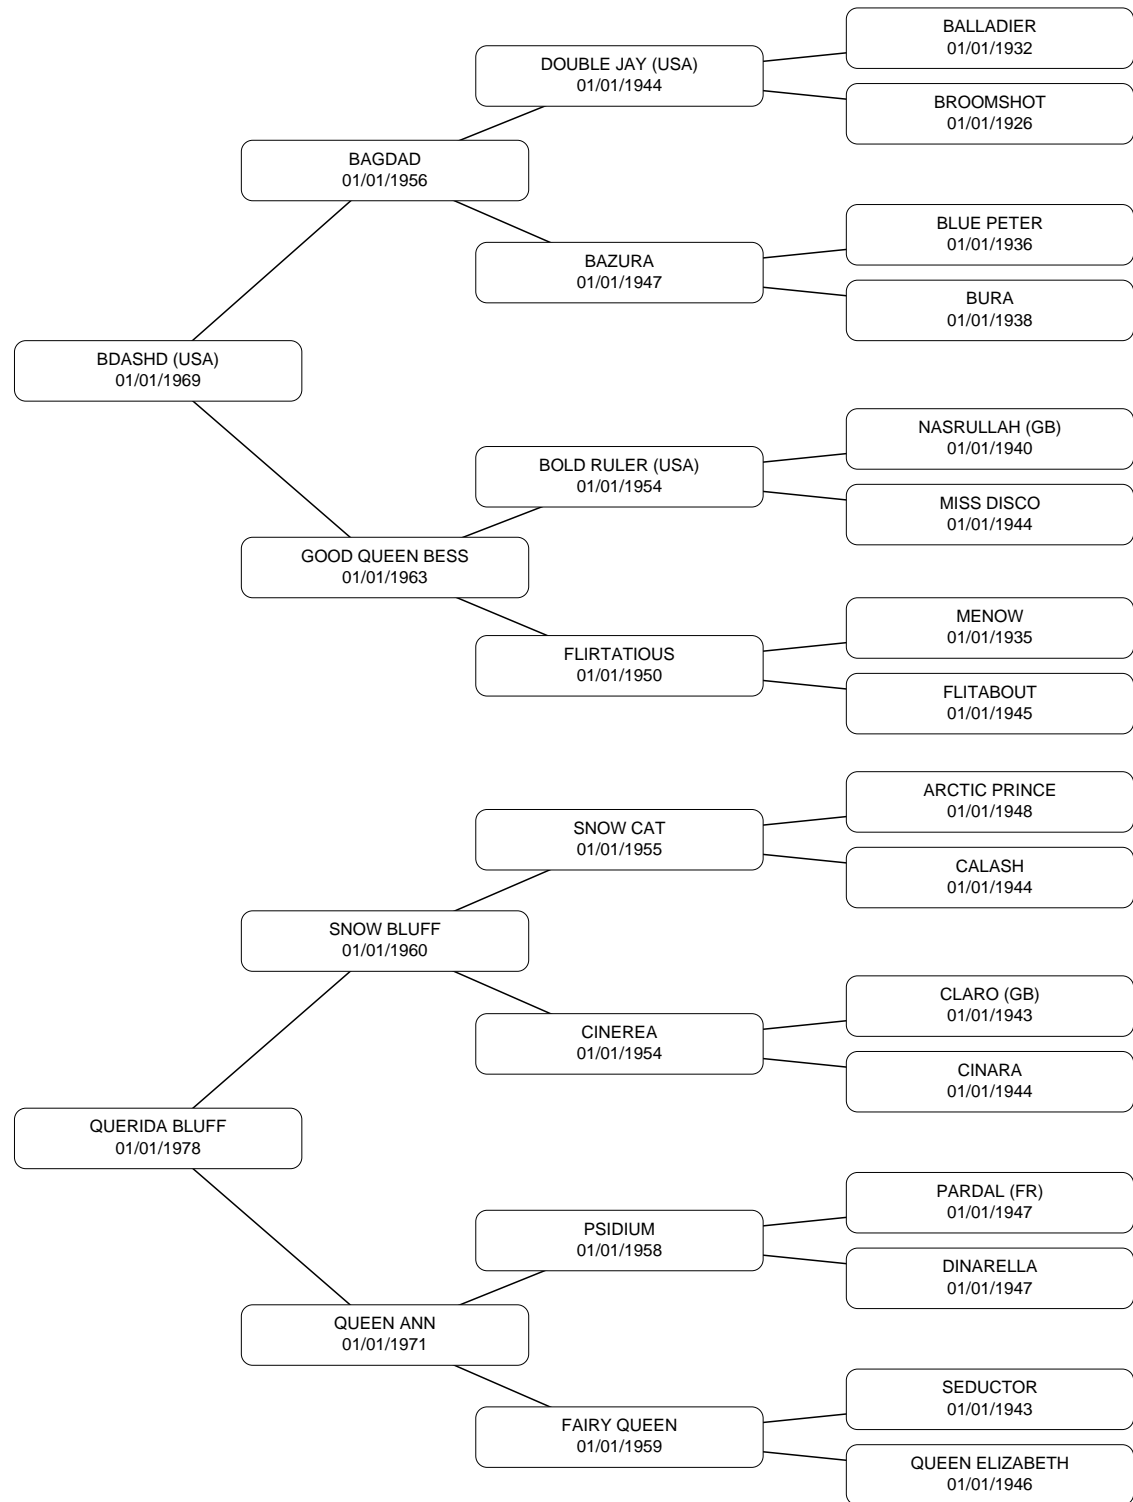 BALLADIER
01/01/1932
DOUBLE JAY (USA)
01/01/1944
BROOMSHOT
01/01/1926
BAGDAD
01/01/1956
BLUE PETER
01/01/1936
BAZURA
01/01/1947
BURA
01/01/1938
BDASHD (USA)
01/01/1969
NASRULLAH (GB)
01/01/1940
BOLD RULER (USA)
01/01/1954
MISS DISCO
01/01/1944
GOOD QUEEN BESS
01/01/1963
MENOW
01/01/1935
FLIRTATIOUS
01/01/1950
FLITABOUT
01/01/1945
ARCTIC PRINCE
01/01/1948
SNOW CAT
01/01/1955
CALASH
01/01/1944
SNOW BLUFF
01/01/1960
CLARO (GB)
01/01/1943
CINEREA
01/01/1954
CINARA
01/01/1944
QUERIDA BLUFF
01/01/1978
PARDAL (FR)
01/01/1947
PSIDIUM
01/01/1958
DINARELLA
01/01/1947
QUEEN ANN
01/01/1971
SEDUCTOR
01/01/1943
FAIRY QUEEN
01/01/1959
QUEEN ELIZABETH
01/01/1946